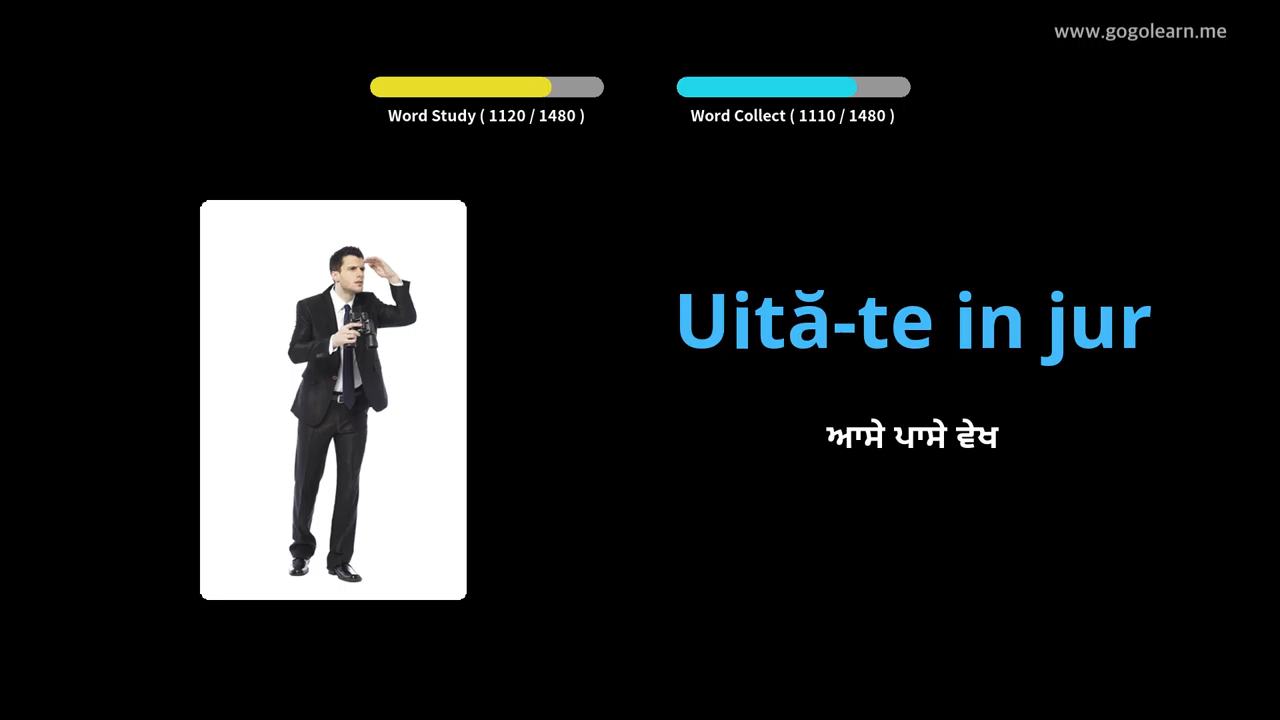 www.gogolearn.me
Word Study ( 1120 / 1480 )
Word Collect ( 1110 / 1480 )
Uită-te in jur
ਆਸੇ ਪਾਸੇ ਵੇਖ